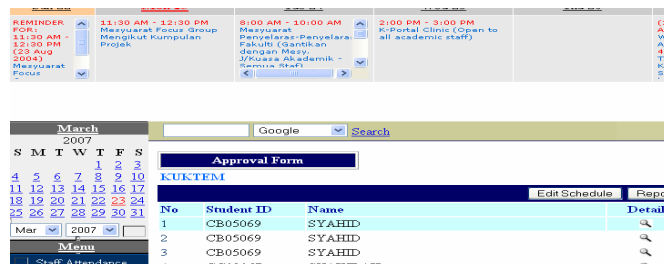 REMINDER
FOR:
11:30 AM -
12:30 PM
(23 Aug
2004)
Mesyuarat
Focus
11:30 AM - 12:30 PM
Mesyuarat Focus Group
Mengikut Kumpulan
Projek
8:00 AM - 10:00 AM
Mesyuarat
Penyelaras-Penyelara
Fakulti (Gantikan
dengan Mesy.
J/Kuasa Akademik -
Semua Staf)
2:00 PM - 3:00 PM
K-Portal Clinic (Open to
all academic staff)
March
2007
S M T W T F S
1 2 3
4 5 6 7 8 9 10
11 12 13 14 15 16 17
18 19 20 21 22 23 24
25 26 27 28 29 30 31
Mar 2007
Menu
Staff Attendance
Google Search
Approval Form
KUKTEM
Edit Schedule Repo
No Student ID Name Detail
1 CB05069 SYAHID
2 CB05069 SYAHID
3 CB05069 SYAHID